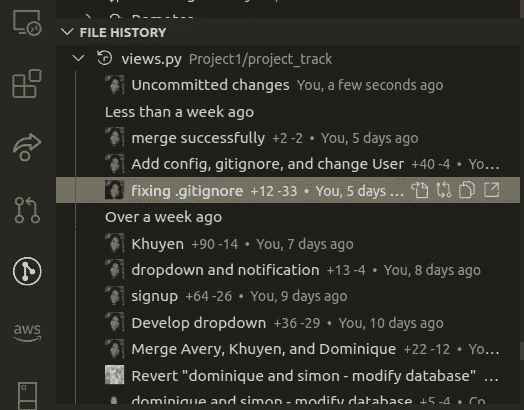 Remotes
FILE HISTORY
views.py Project1/project_track
Uncommitted changes You, a few seconds ago
Less than a week ago
merge successfully +2 -2 • You, 5 days ago
Add config, gitignore, and change User +40 -4 • Yo...
fixing .gitignore +12 -33 • You, 5 days ...
Over a week ago
Khuyen +90 -14 • You, 7 days ago
dropdown and notification +13 -4 • You, 8 days ago
signup +64 -26 • You, 9 days ago
Develop dropdown +36 -29 • You, 10 days ago
Merge Avery, Khuyen, and Dominique +22 -12 • Yo...
Revert "dominique and simon - modify database" ...
dominique and simon - modify database +5 -4 • Co...
aws